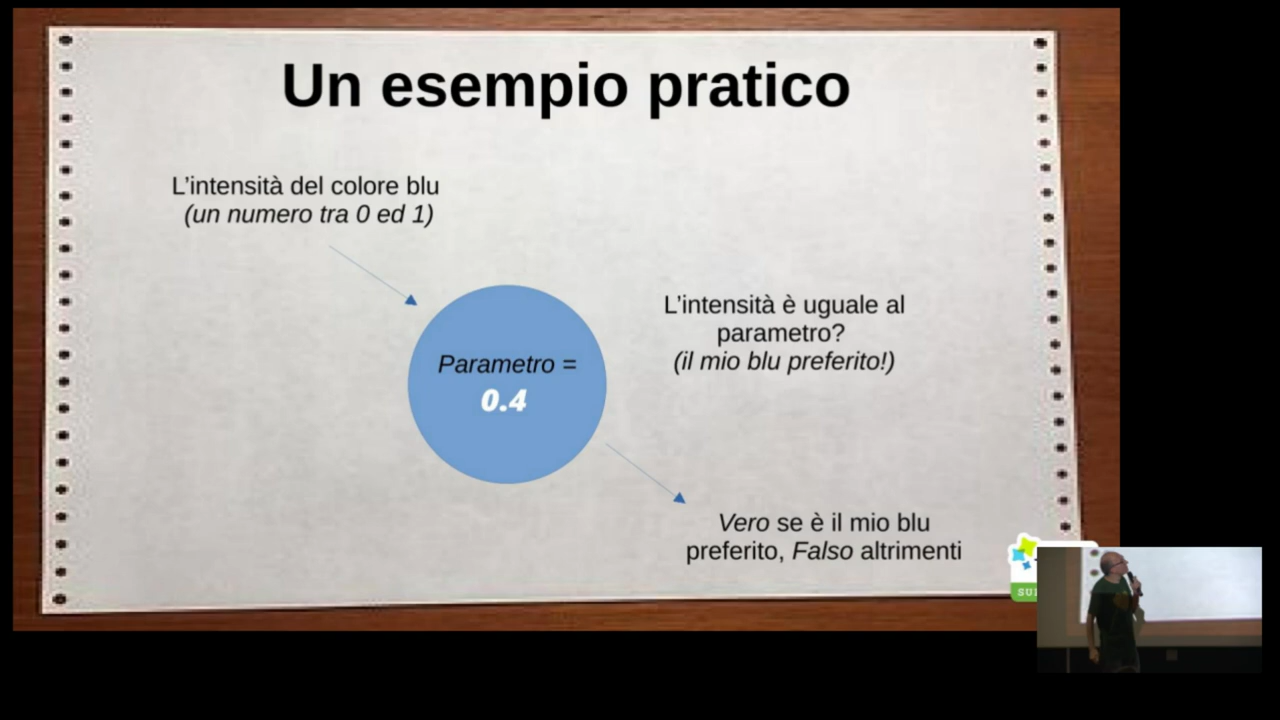 Un esempio pratico
L'intensità del colore blu
(un numero tra 0 ed 1)
L'intensità è uguale al
parametro?
(il mio blu preferito!)
Parametro =
0.4
Vero se è il mio blu
preferito, Falso altrimenti